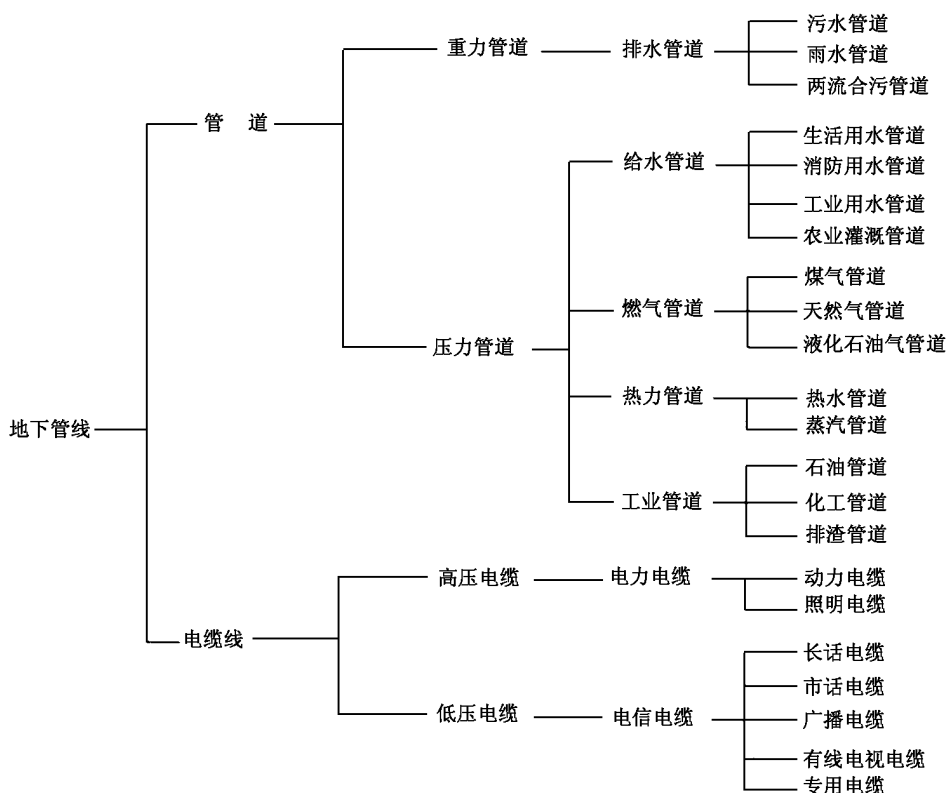 地下管线
管 道
重力管道
排水管道
污水管道
雨水管道
两流合污管道
压力管道
给水管道
生活用水管道
消防用水管道
工业用水管道
农业灌溉管道
燃气管道
煤气管道
天然气管道
液化石油气管道
热力管道
热水管道
蒸汽管道
工业管道
石油管道
化工管道
排渣管道
电缆线
高压电缆
电力电缆
动力电缆
照明电缆
低压电缆
电信电缆
长话电缆
市话电缆
广播电缆
有线电视电缆
专用电缆